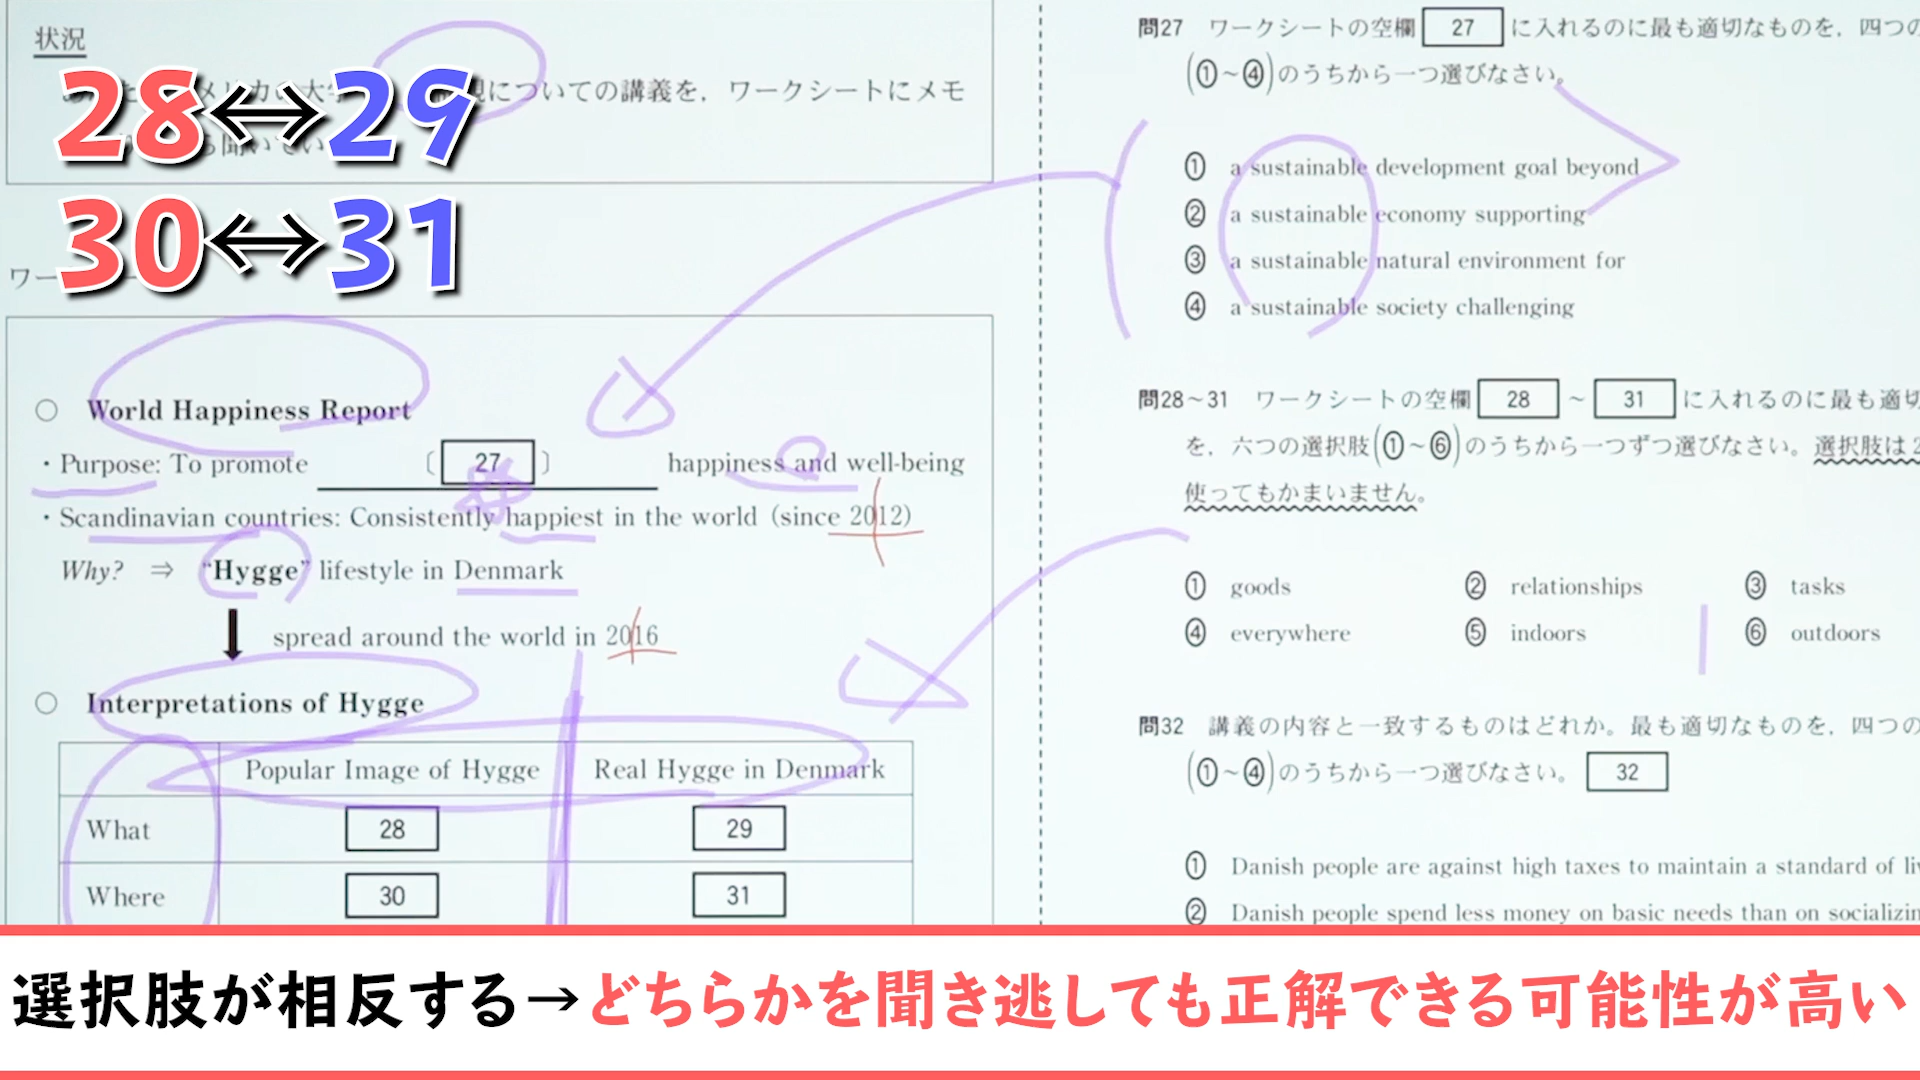 状況
28⇔29
観についての講義を，ワークシートにメモ
聞いてい
30⇔31
ワー
○ World Happiness Report
・Purpose: To promote 〔 27 〕 happiness and well-being
・Scandinavian countries: Consistently happiest in the world (since 2012)
Why? ⇒ "Hygge" lifestyle in Denmark
spread around the world in 2016
○ Interpretations of Hygge
Popular Image of Hygge Real Hygge in Denmark
What 28 29
Where 30 31
問27 ワークシートの空欄 27 に入れるのに最も適切なものを，四つの
(①～④)のうちから一つ選びなさい。
① a sustainable development goal beyond
② a sustainable economy supporting
③ a sustainable natural environment for
④ a sustainable society challenging
問28～31 ワークシートの空欄 28 ～ 31 に入れるのに最も適切
を，六つの選択肢(①～⑥)のうちから一つずつ選びなさい。選択肢は2
使ってもかまいません。
① goods ② relationships ③ tasks
④ everywhere ⑤ indoors ⑥ outdoors
問32 講義の内容と一致するものはどれか。最も適切なものを，四つの
(①～④)のうちから一つ選びなさい。 32
① Danish people are against high taxes to maintain a standard of li
② Danish people spend less money on basic needs than on socializin
選択肢が相反する→どちらかを聞き逃しても正解できる可能性が高い